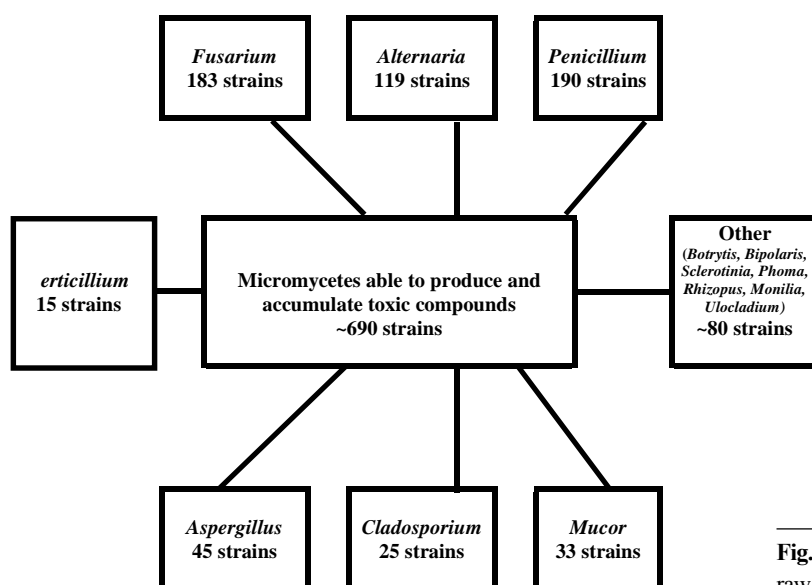 Fusarium
183 strains
Alternaria
119 strains
Penicillium
190 strains
erticillium
15 strains
Micromycetes able to produce and
accumulate toxic compounds
~690 strains
Other
(Botrytis, Bipolaris,
Sclerotinia, Phoma,
Rhizopus, Monilia,
Ulocladium)
~80 strains
Aspergillus
45 strains
Cladosporium
25 strains
Mucor
33 strains
Fig.
raw